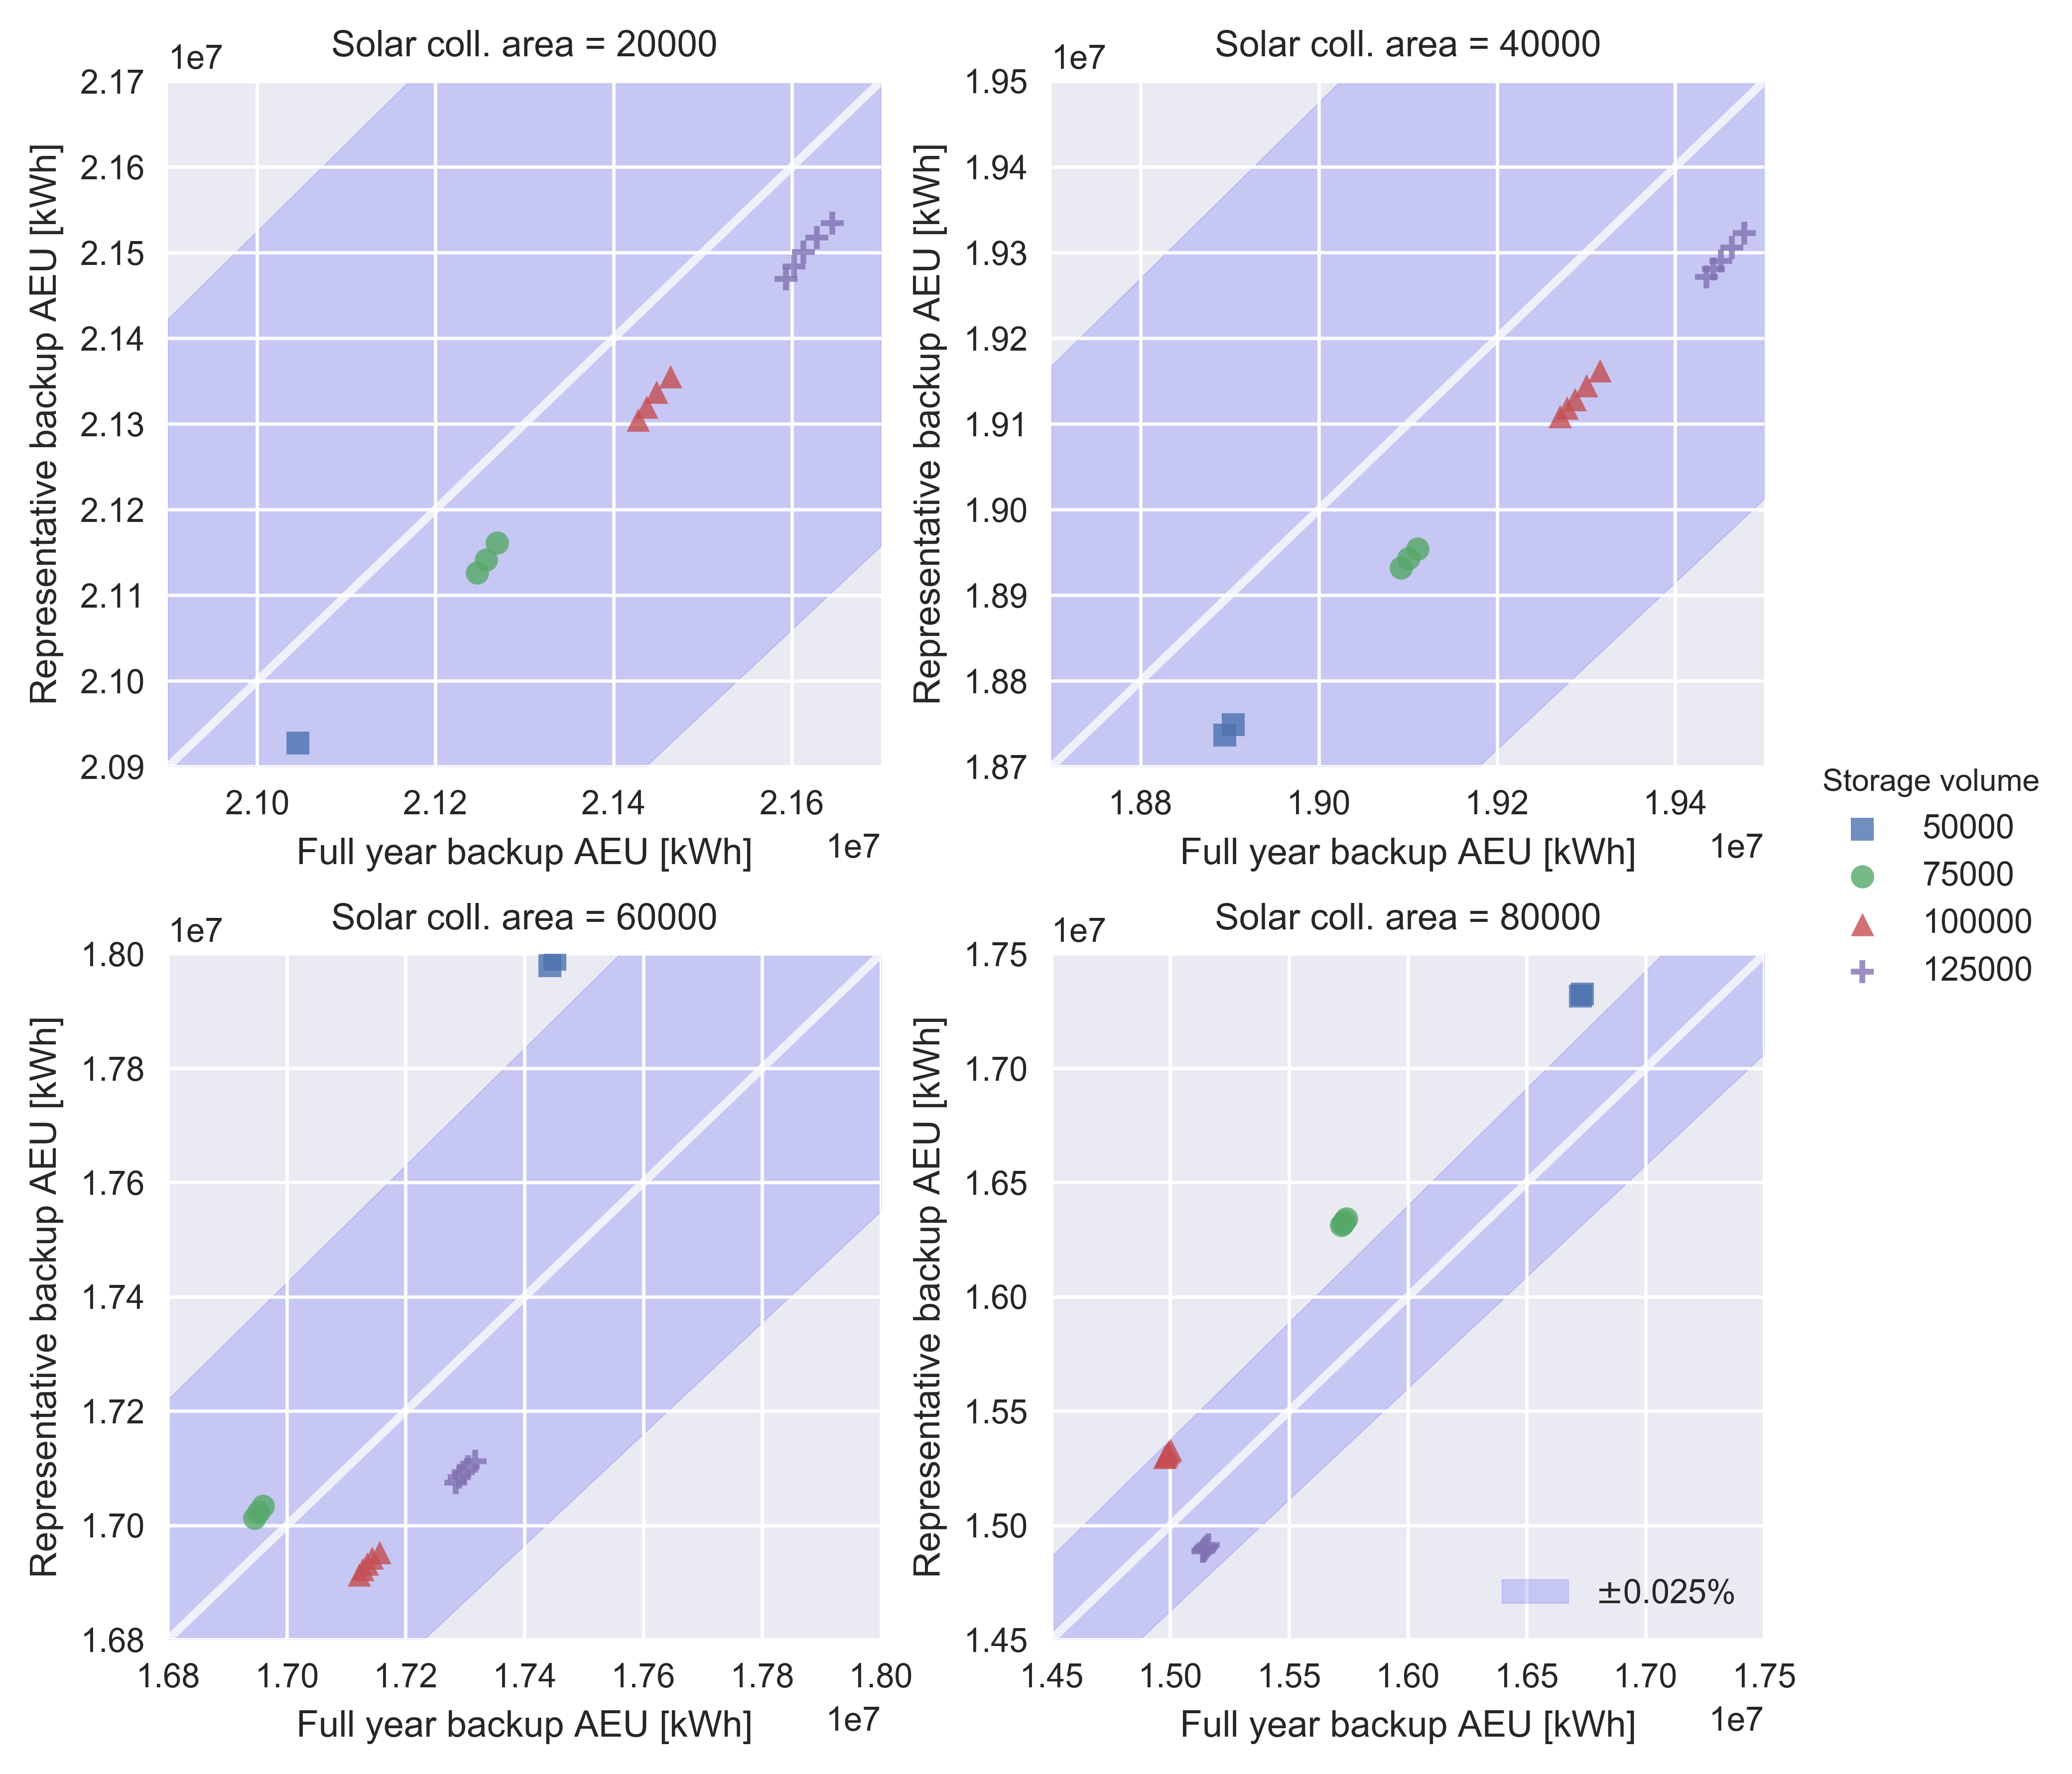 Solar coll. area = 20000
1e7
2.17
2.16
2.15
2.14
2.13
2.12
2.11
2.10
2.09
Representative backup AEU [kWh]
2.10 2.12 2.14 2.16
Full year backup AEU [kWh]
1e7
Solar coll. area = 40000
1e7
1.95
1.94
1.93
1.92
1.91
1.90
1.89
1.88
1.87
Representative backup AEU [kWh]
1.88 1.90 1.92 1.94
Full year backup AEU [kWh]
1e7
Storage volume
50000
75000
100000
125000
Solar coll. area = 60000
1e7
1.80
1.78
1.76
1.74
1.72
1.70
1.68
Representative backup AEU [kWh]
1.68 1.70 1.72 1.74 1.76 1.78 1.80
Full year backup AEU [kWh]
1e7
Solar coll. area = 80000
1e7
1.75
1.70
1.65
1.60
1.55
1.50
1.45
Representative backup AEU [kWh]
±0.025%
1.45 1.50 1.55 1.60 1.65 1.70 1.75
Full year backup AEU [kWh]
1e7